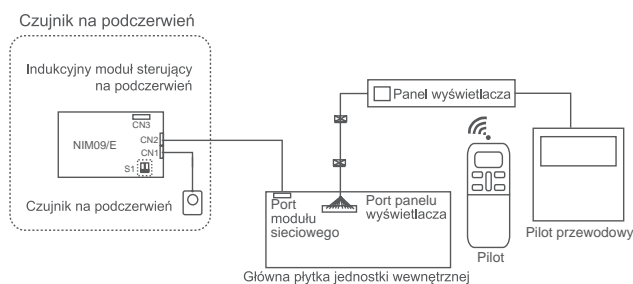 Czujnik na podczerwień
Indukcyjny moduł sterujący
na podczerwień
CN3
NIM09/E
CN2
CN1
S1
Czujnik na podczerwień
Panel wyświetlacza
Port
modułu
sieciowego
Port panelu
wyświetlacza
Pilot
Pilot przewodowy
Główna płytka jednostki wewnętrznej